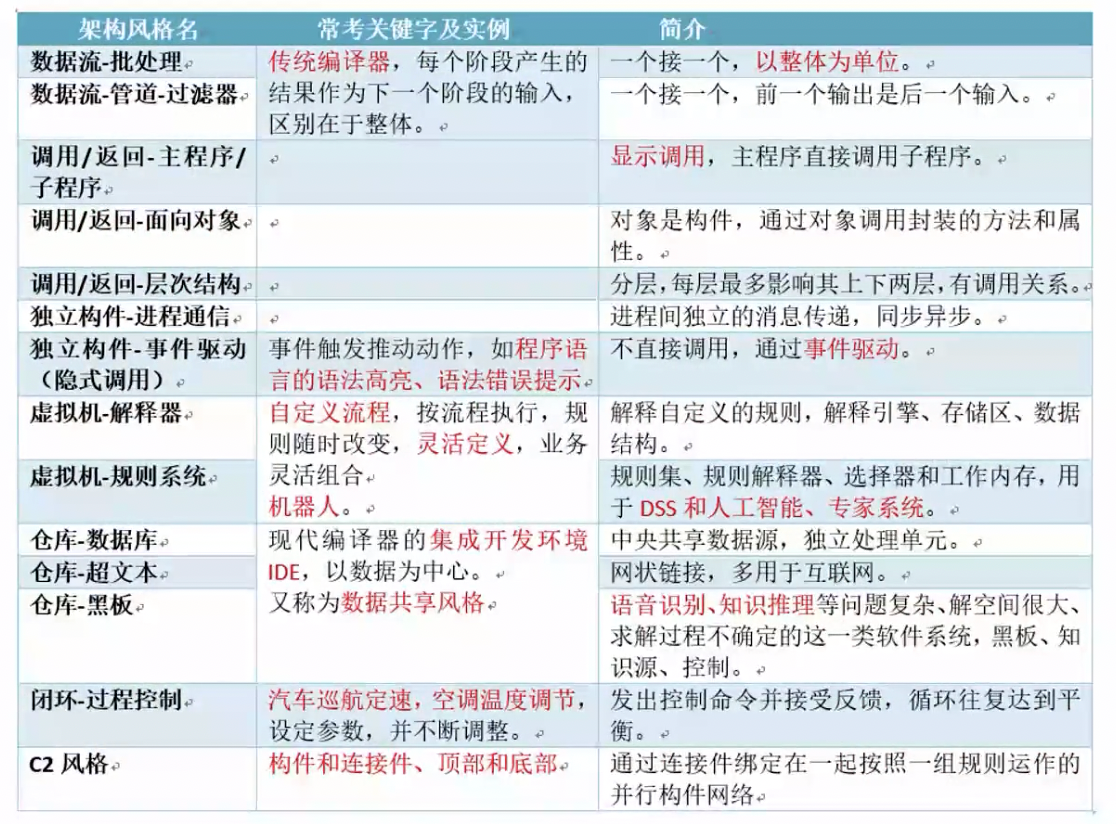 架构风格名 常考关键字及实例 简介
数据流-批处理 传统编译器，每个阶段产生的 一个接一个，以整体为单位。
数据流-管道-过滤器 结果作为下一个阶段的输入， 一个接一个，前一个输出是后一个输入。
区别在于整体。
调用/返回-主程序/ 显示调用，主程序直接调用子程序。
子程序
调用/返回-面向对象 对象是构件，通过对象调用封装的方法和属
性。
调用/返回-层次结构 分层，每层最多影响其上下两层，有调用关系。
独立构件-进程通信 进程间独立的消息传递，同步异步。
独立构件-事件驱动 事件触发推动动作，如程序语 不直接调用，通过事件驱动。
（隐式调用） 言的语法高亮、语法错误提示
虚拟机-解释器 自定义流程，按流程执行，规 解释自定义的规则，解释引擎、存储区、数据
则随时改变，灵活定义，业务 结构。
虚拟机-规则系统 灵活组合 规则集、规则解释器、选择器和工作内存，用
机器人。 于 DSS 和人工智能、专家系统。
仓库-数据库 现代编译器的集成开发环境 中央共享数据源，独立处理单元。
仓库-超文本 IDE，以数据为中心。 网状链接，多用于互联网。
仓库-黑板 又称为数据共享风格 语音识别、知识推理等问题复杂、解空间很大、
求解过程不确定的这一类软件系统，黑板、知
识源、控制。
闭环-过程控制 汽车巡航定速，空调温度调节， 发出控制命令并接受反馈，循环往复达到平
设定参数，并不断调整。 衡。
C2 风格 构件和连接件、顶部和底部 通过连接件绑定在一起按照一组规则运作的
并行构件网络